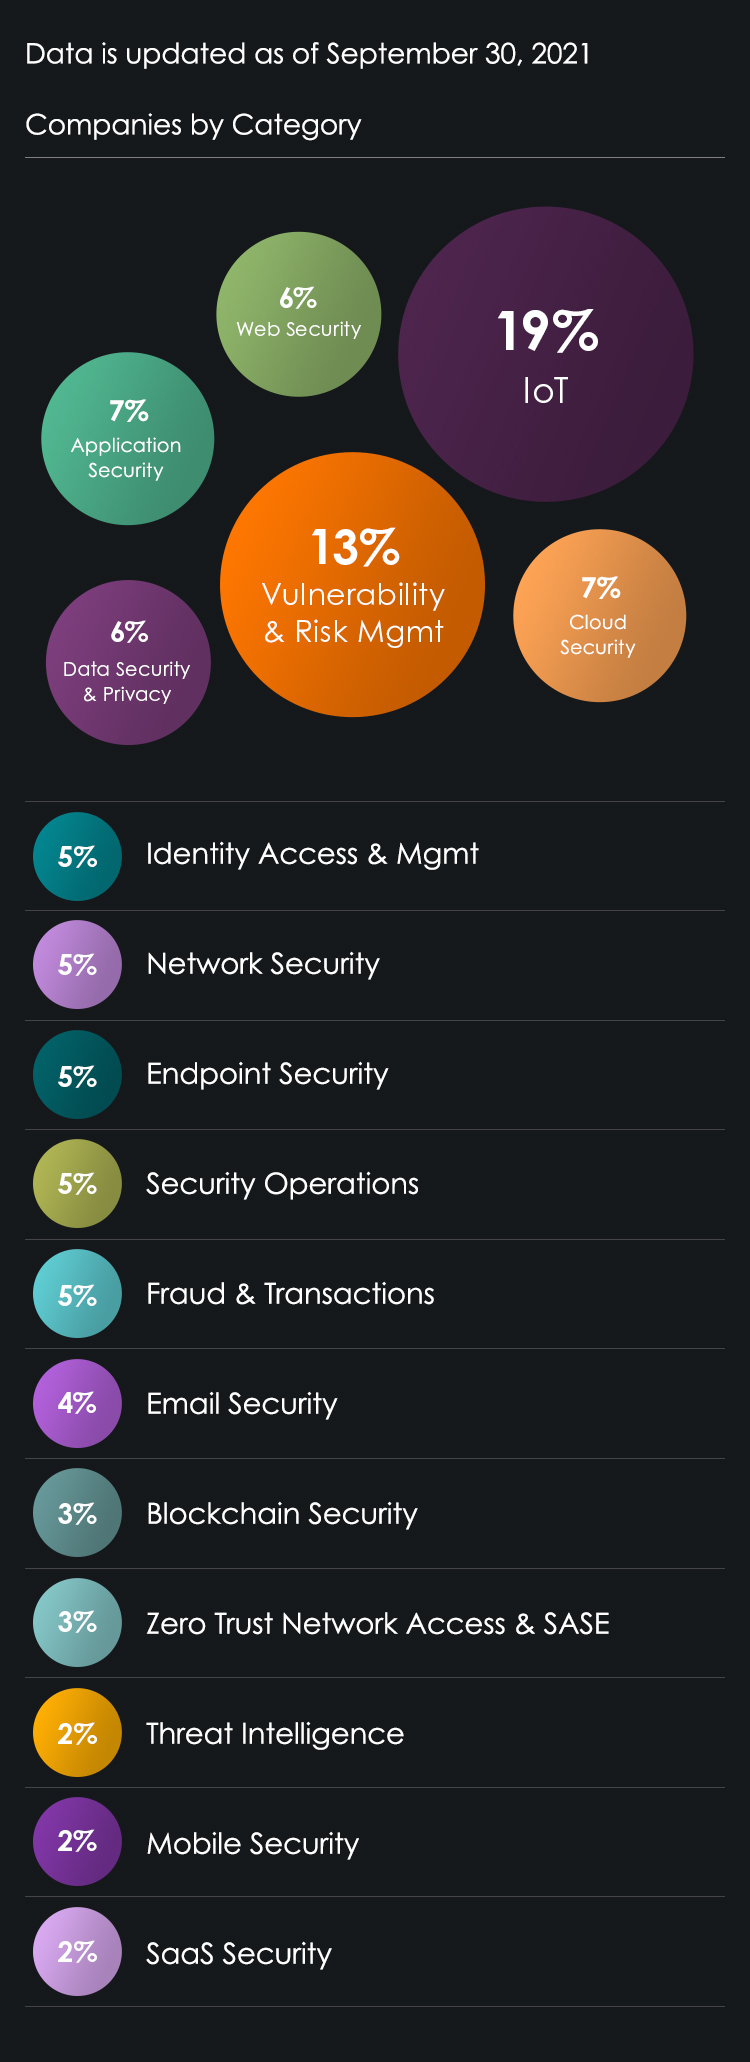 Data is updated as of September 30, 2021
Companies by Category
6%
Web Security
19%
IoT
7%
Application
Security
13%
Vulnerability
& Risk Mgmt
7%
Cloud
Security
6%
Data Security
& Privacy
5%
Identity Access & Mgmt
5%
Network Security
5%
Endpoint Security
5%
Security Operations
5%
Fraud & Transactions
4%
Email Security
3%
Blockchain Security
3%
Zero Trust Network Access & SASE
2%
Threat Intelligence
2%
Mobile Security
2%
SaaS Security